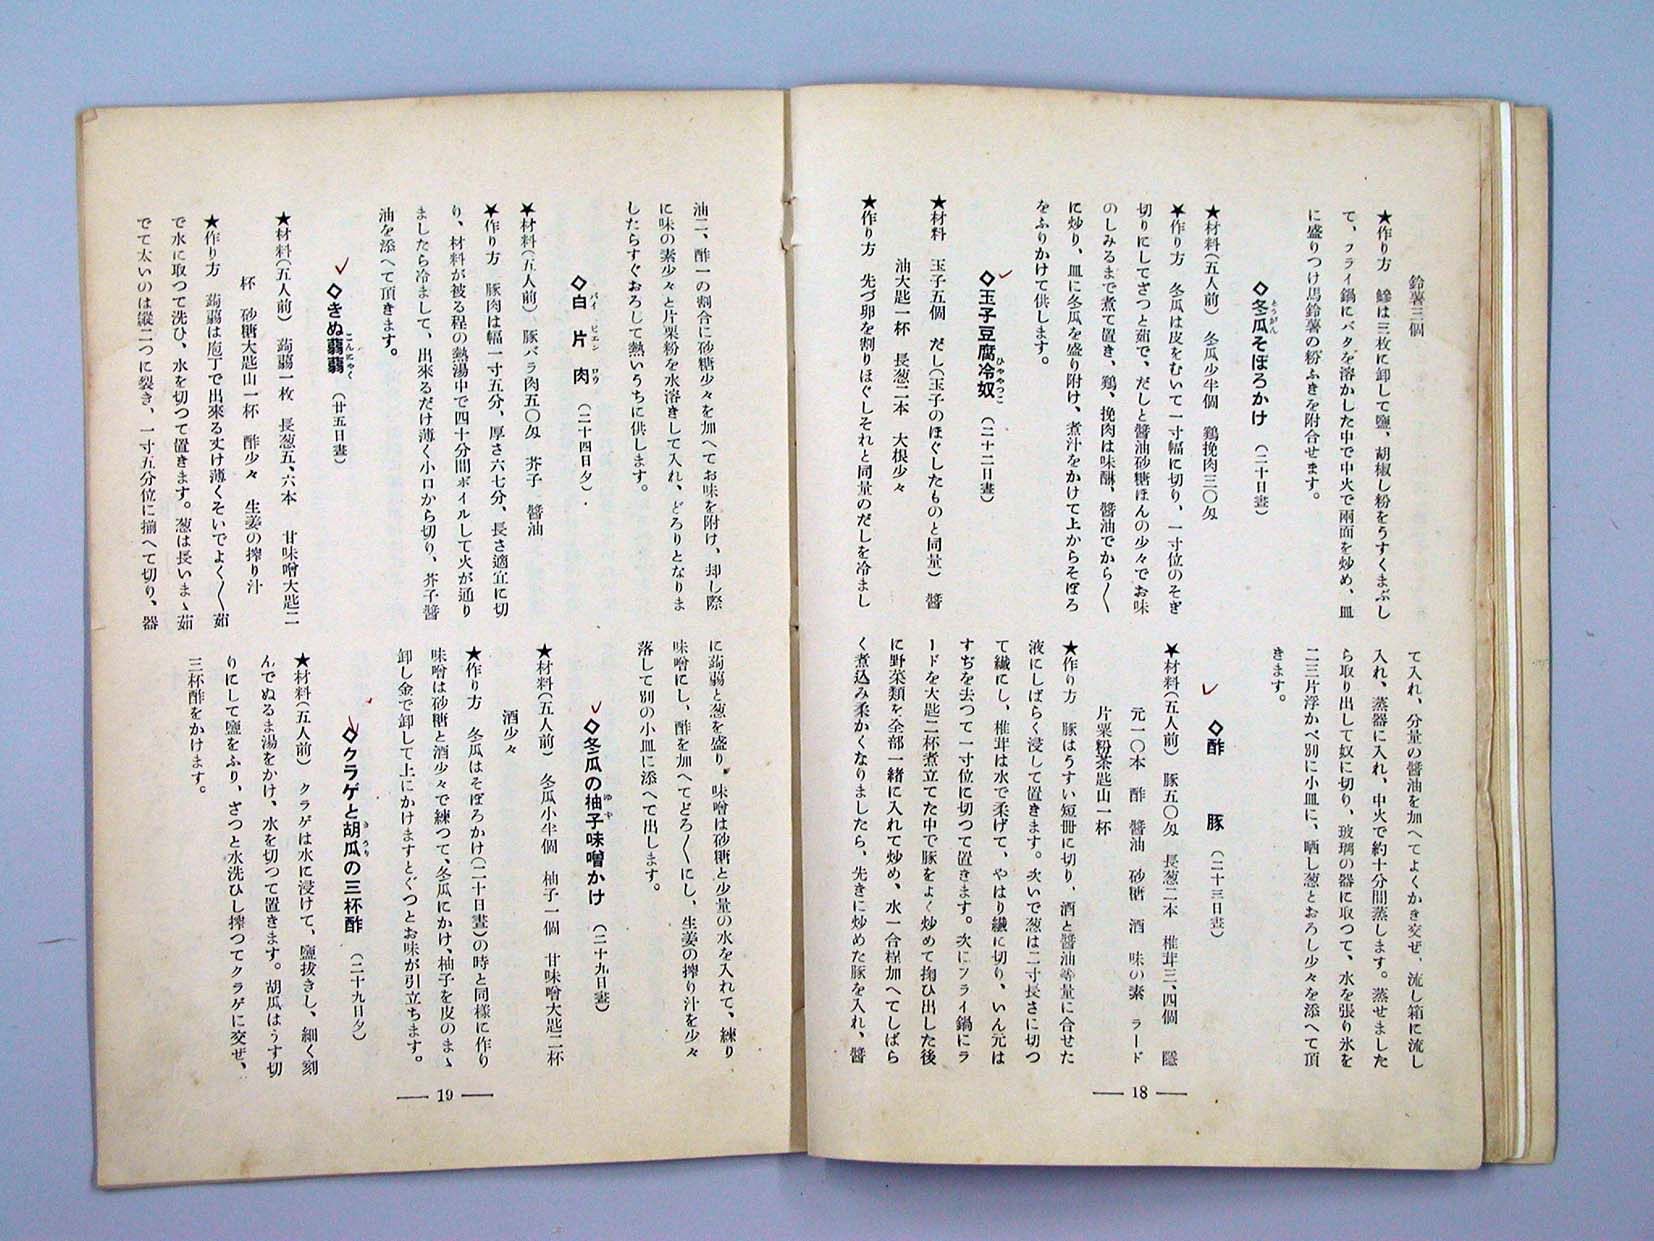 鈴薯三個
★作り方　鰺は三枚に卸して鹽、胡椒し粉をうすくまぶし
て、フライ鍋にバタを溶かした中で中火で兩面を炒め、皿
に盛りつけ馬鈴薯の粉ふきを附合せます。
◇冬瓜そぼろかけ（二十日晝）
とうがん
★材料（五人前）　冬瓜少半個　鶏挽肉三〇匁
★作り方　冬瓜は皮をむいて一寸幅に切り、一寸位のそぎ
切りにしてざつと茹で、だしと醬油砂糖ほんの少々でお味
のしみるまで煮て置き、鶏、挽肉は味醂、醬油でから〱
に炒り、皿に冬瓜を盛り附け、煮汁をかけて上からそぼろ
をふりかけて供します。
◇玉子豆腐冷奴（二十二日晝）
ひややつこ
★材料　玉子五個　だし（玉子のほぐしたものと同量）　醬
油大匙一杯　長葱二本　大根少々
★作り方　先づ卵を割りほぐしそれと同量のだしを冷まし
て入れ、分量の醬油を加へてよくかき交ぜ、流し箱に流し
入れ、蒸器に入れ、中火で約十分間蒸します。蒸せました
ら取り出して奴に切り、玻璃の器に取つて、水を張り氷を
二三片浮かべ別に小皿に、晒し葱とおろし少々を添へて頂
きます。
◇酢豚（二十三日晝）
★材料（五人前）　豚五〇匁　長葱二本　椎茸三、四個　隱
元一〇本　酢　醬油　砂糖　酒　味の素　ラード
片栗粉茶匙山一杯
★作り方　豚はうすい短冊に切り、酒と醬油等量に合せた
液にしばらく浸して置きます。次いで葱は二寸長さに切つ
て纖にし、椎茸は水で柔げて、やはり纖に切り、いん元は
すぢを去つて一寸位に切つて置きます。次にフライ鍋にラ
ードを大匙二杯煮立てた中で豚をよく炒めて掬ひ出した後
に野菜類を全部一緒に入れて炒め、水一合程加へてしばら
く煮込み柔かくなりましたら、先きに炒めた豚を入れ、醬
― 18 ―
油二、酢一の割合に砂糖少々を加へてお味を附け、卸し際
に味の素少々と片栗粉を水溶きして入れ、どろりとなりま
したらすぐおろして熱いうちに供します。
◇白片肉（二十四日夕）
パイ　ピエン　ロウ
★材料（五人前）　豚バラ肉五〇匁　芥子　醬油
★作り方　豚肉は幅一寸五分、厚さ六七分、長さ適宜に切
り、材料が被る程の熱湯中で四十分間ボイルして火が通り
ましたら冷まして、出來るだけ薄く小口から切り、芥子醬
油を添へて頂きます。
◇きぬ蒟蒻（廿五日晝）
こんにやく
★材料（五人前）　蒟蒻一枚　長葱五、六本　甘味噌大匙二
杯　砂糖大匙山一杯　酢少々　生姜の搾り汁
★作り方　蒟蒻は庖丁で出來る丈け薄くそいでよく〱茹
で水に取つて洗ひ、水を切つて置きます。葱は長いまゝ茹
でて太いのは縱二つに裂き、一寸五分位に揃へて切り、器
に蒟蒻と葱を盛り、味噌は砂糖と少量の水を入れて、練り
味噌にし、酢を加へてどろ〱にし、生姜の搾り汁を少々
落して別の小皿に添へて出します。
◇冬瓜の柚子味噌かけ（二十九日晝）
ゆず
★材料（五人前）　冬瓜小半個　柚子一個　甘味噌大匙二杯
酒少々
★作り方　冬瓜はそぼろかけ（二十日晝）の時と同樣に作り
味噌は砂糖と酒少々で練つて、冬瓜にかけ、柚子を皮のまゝ
卸し金で卸して上にかけますとぐつとお味が引立ちます。
◇クラゲと胡瓜の三杯酢（二十九日夕）
きうり
★材料（五人前）　クラゲは水に浸けて、鹽拔きし、細く刻
んでぬるま湯をかけ、水を切つて置きます。胡瓜はうす切
りにして鹽をふり、ざつと水洗ひし搾つてクラゲに交ぜ、
三杯酢をかけます。
― 19 ―